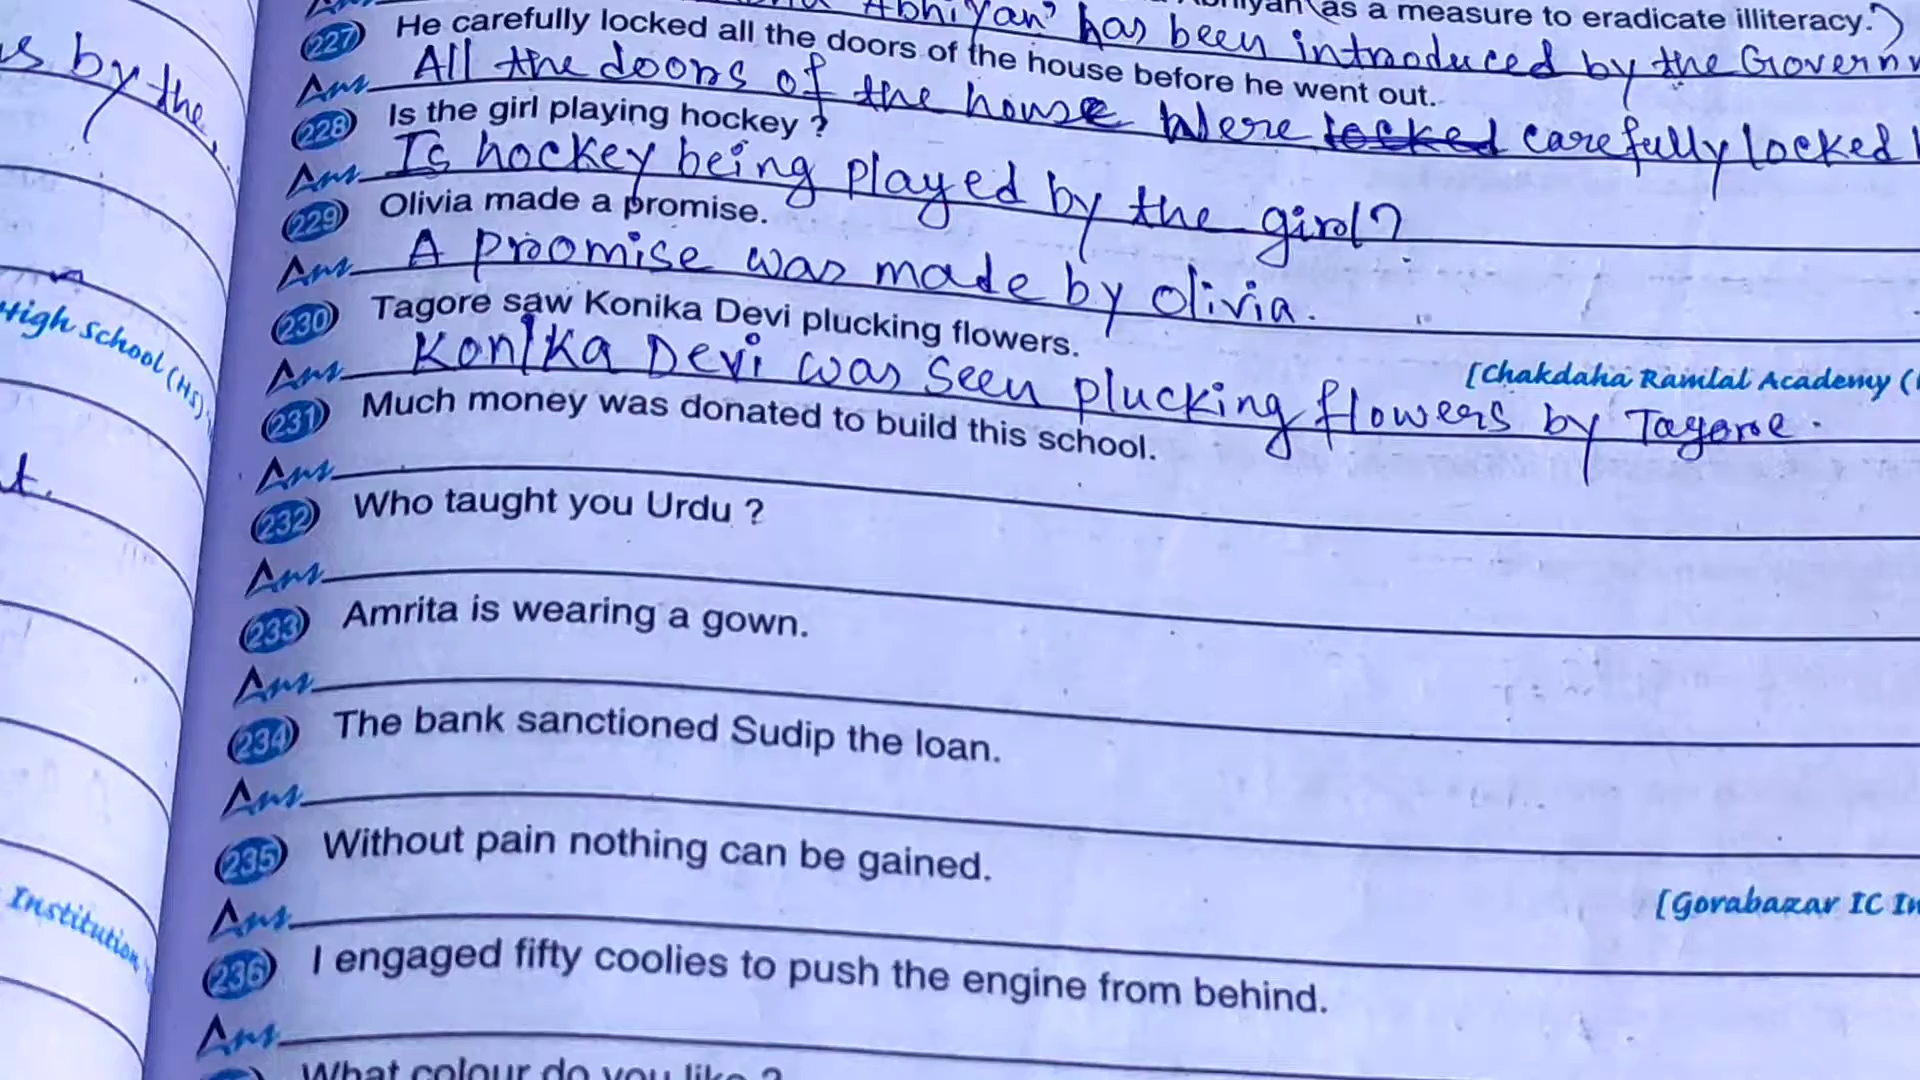 as a measure to eradicate illiteracy.)
Abhiyan' has been introduced by the
227 He carefully locked all the doors of the house before he went out.
Ans. All the doors of the house were locked carefully locked
228 Is the girl playing hockey ?
Ans. Is hockey being played by the girl?
229 Olivia made a promise.
Ans. A promise was made by Olivia.
230 Tagore saw Konika Devi plucking flowers.
[Chakdaha Ramlal Academy (
Ans. Konika Devi was seen plucking flowers by Tagore.
231 Much money was donated to build this school.
Ans.
232 Who taught you Urdu ?
Ans.
233 Amrita is wearing a gown.
Ans.
234 The bank sanctioned Sudip the loan.
Ans.
235 Without pain nothing can be gained.
[Gorabazar IC
Ans.
236 I engaged fifty coolies to push the engine from behind.
Ans.
What colour do you like ?
by the
High School (HS)
Institution